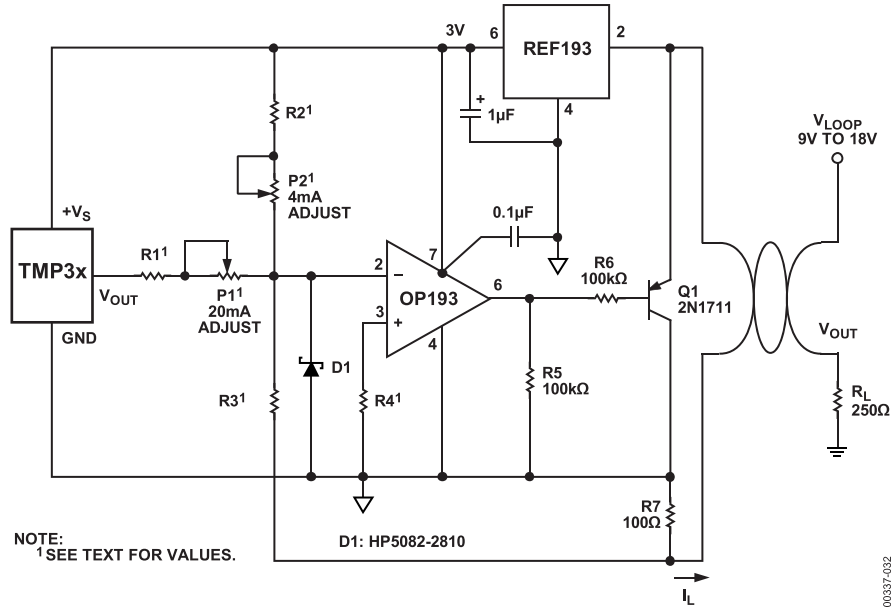 3V
6
REF193
2
4
+
1µF
R2¹
V_LOOP
9V TO 18V
P2¹
4mA
ADJUST
+V_S
0.1µF
TMP3x
R1¹
V_OUT
P1¹
20mA
ADJUST
2
−
7
OP193
6
R6
100kΩ
Q1
2N1711
3
+
4
GND
V_OUT
D1
R3¹
R4¹
R5
100kΩ
R_L
250Ω
R7
100Ω
NOTE:
¹SEE TEXT FOR VALUES.
D1: HP5082-2810
I_L
00337-032